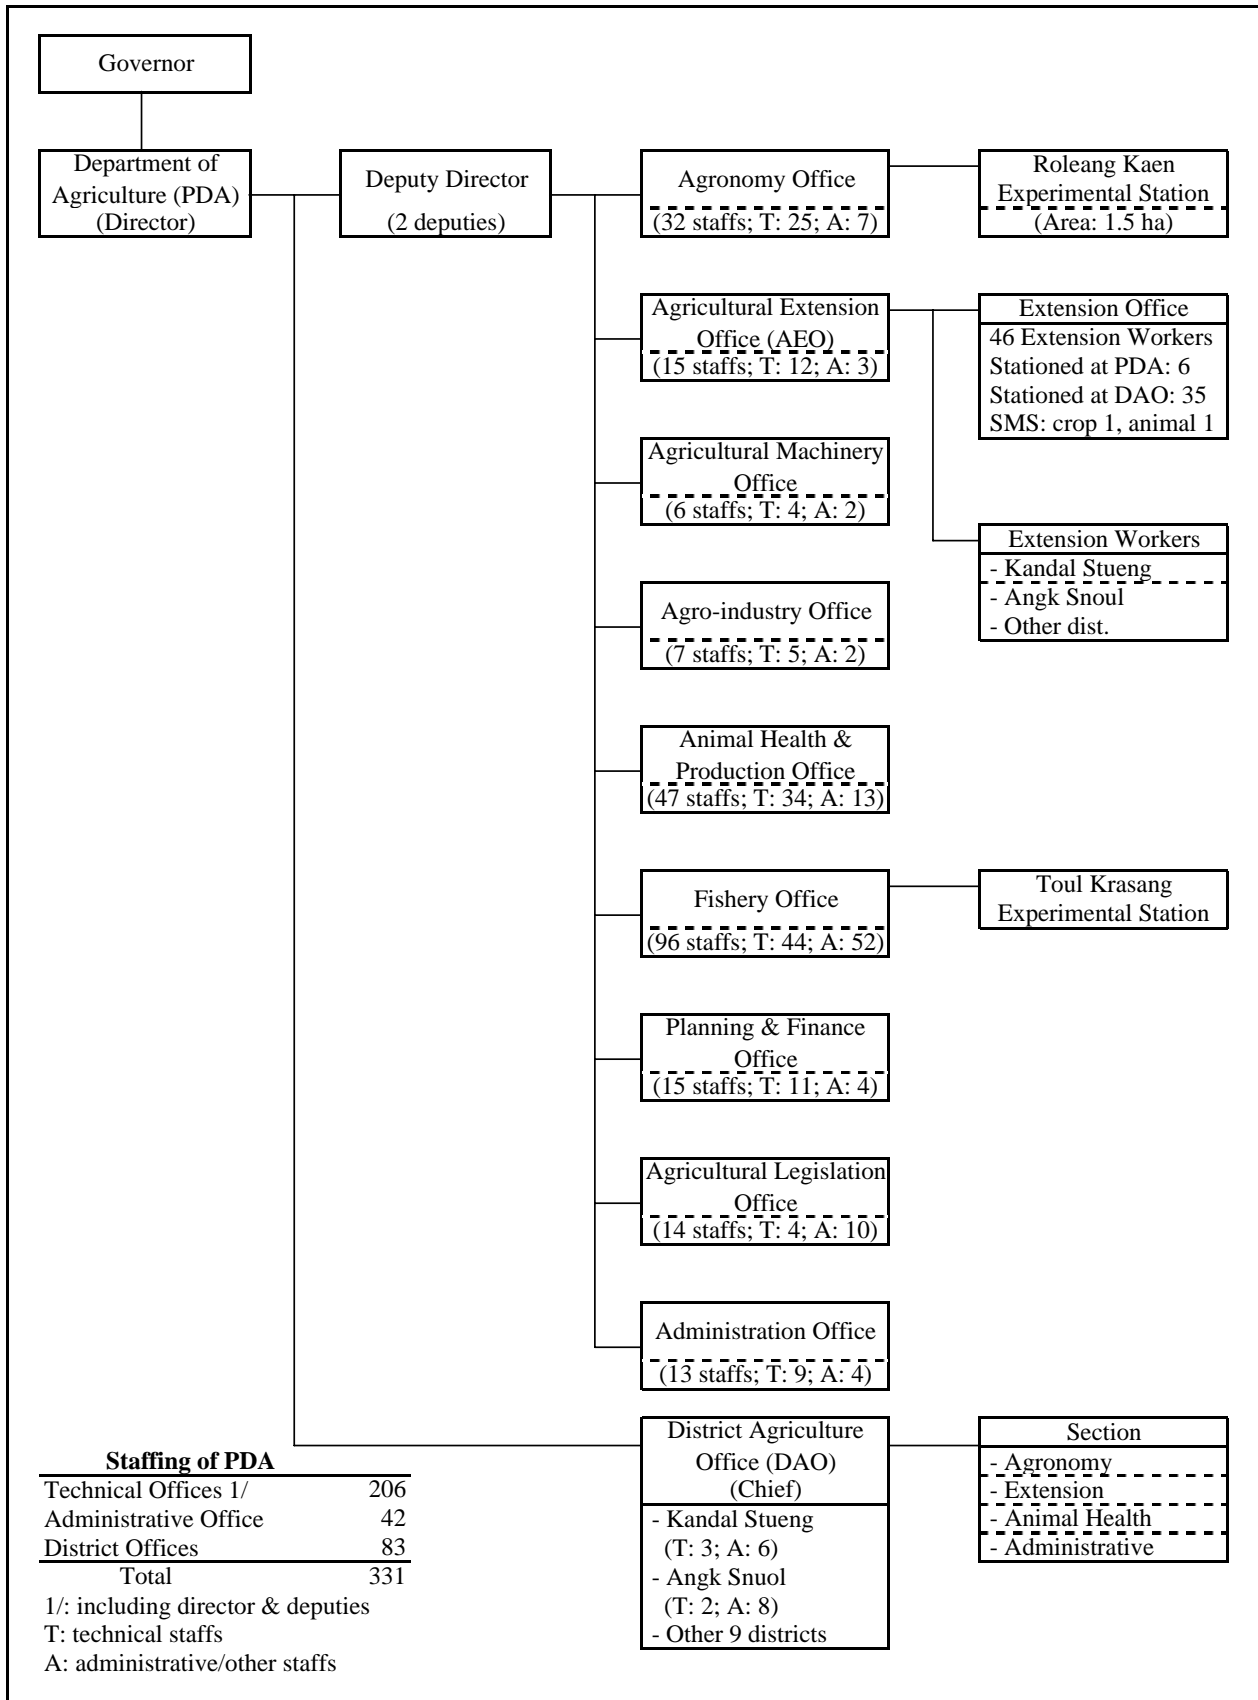 Governor
Department of
Agriculture (PDA)
(Director)
Deputy Director
(2 deputies)
Agronomy Office
(32 staffs; T: 25; A: 7)
Roleang Kaen
Experimental Station
(Area: 1.5 ha)
Agricultural Extension
Office (AEO)
(15 staffs; T: 12; A: 3)
Extension Office
46 Extension Workers
Stationed at PDA: 6
Stationed at DAO: 35
SMS: crop 1, animal 1
Agricultural Machinery
Office
(6 staffs; T: 4; A: 2)
Extension Workers
- Kandal Stueng
- Angk Snoul
- Other dist.
Agro-industry Office
(7 staffs; T: 5; A: 2)
Animal Health &
Production Office
(47 staffs; T: 34; A: 13)
Fishery Office
(96 staffs; T: 44; A: 52)
Toul Krasang
Experimental Station
Planning & Finance
Office
(15 staffs; T: 11; A: 4)
Agricultural Legislation
Office
(14 staffs; T: 4; A: 10)
Administration Office
(13 staffs; T: 9; A: 4)
District Agriculture
Office (DAO)
(Chief)
- Kandal Stueng
(T: 3; A: 6)
- Angk Snuol
(T: 2; A: 8)
- Other 9 districts
Section
- Agronomy
- Extension
- Animal Health
- Administrative
Staffing of PDA
Technical Offices 1/ 206
Administrative Office 42
District Offices 83
Total 331
1/: including director & deputies
T: technical staffs
A: administrative/other staffs